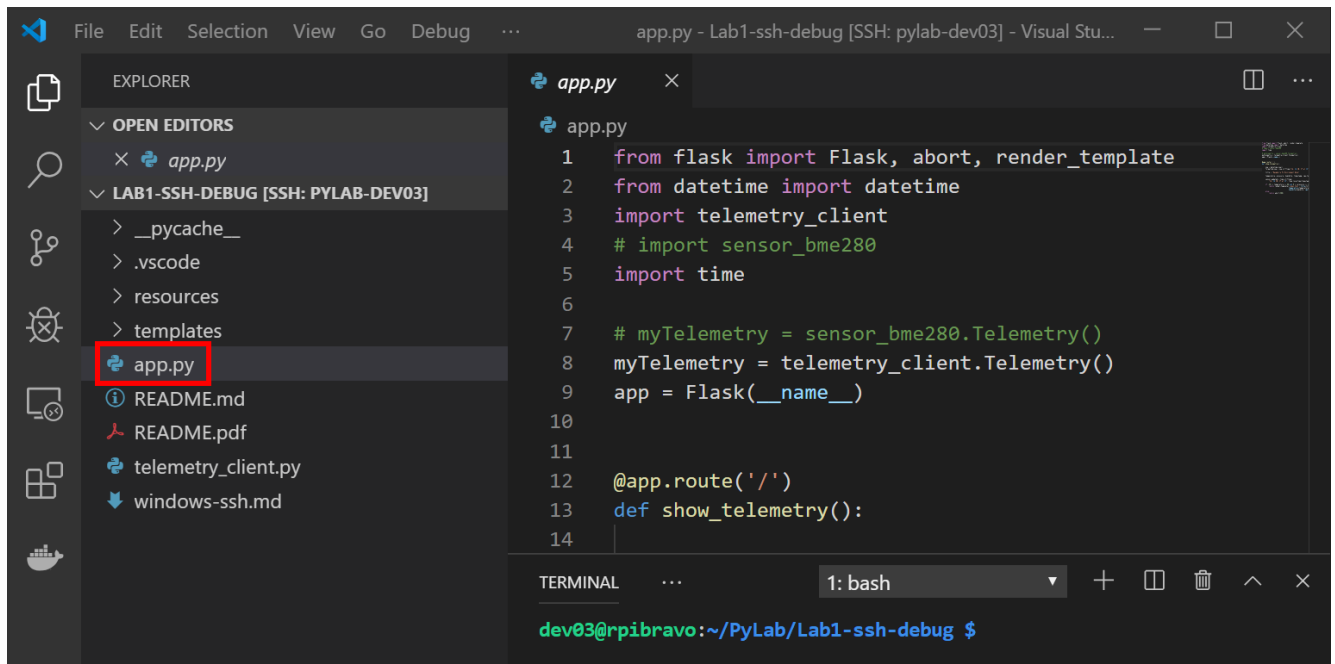 File Edit Selection View Go Debug ··· app.py - Lab1-ssh-debug [SSH: pylab-dev03] - Visual Stu...
EXPLORER
OPEN EDITORS
app.py
LAB1-SSH-DEBUG [SSH: PYLAB-DEV03]
__pycache__
.vscode
resources
templates
app.py
README.md
README.pdf
telemetry_client.py
windows-ssh.md
app.py
app.py
1 from flask import Flask, abort, render_template
2 from datetime import datetime
3 import telemetry_client
4 # import sensor_bme280
5 import time
6
7 # myTelemetry = sensor_bme280.Telemetry()
8 myTelemetry = telemetry_client.Telemetry()
9 app = Flask(__name__)
10
11
12 @app.route('/')
13 def show_telemetry():
14
TERMINAL ··· 1: bash
dev03@rpibravo:~/PyLab/Lab1-ssh-debug $